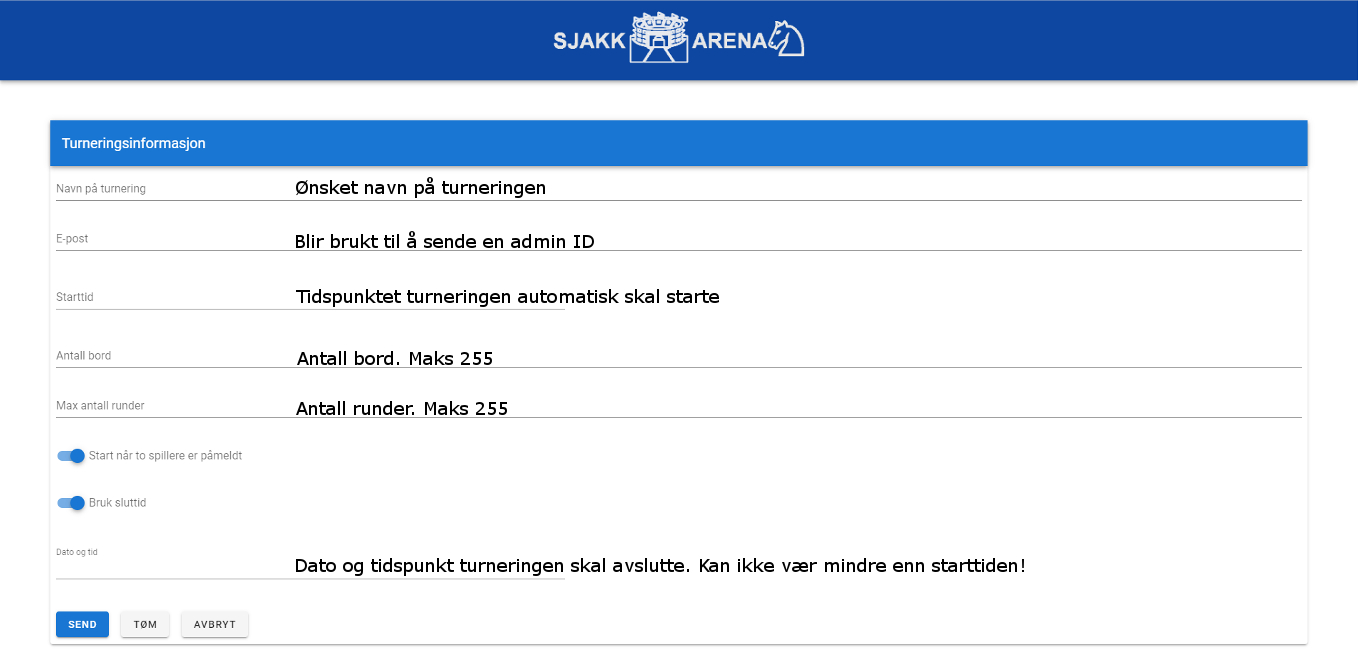 SJAKK ARENA
Turneringsinformasjon
Navn på turnering Ønsket navn på turneringen
E-post Blir brukt til å sende en admin ID
Starttid Tidspunktet turneringen automatisk skal starte
Antall bord Antall bord. Maks 255
Max antall runder Antall runder. Maks 255
Start når to spillere er påmeldt
Bruk sluttid
Dato og tid Dato og tidspunkt turneringen skal avslutte. Kan ikke vær mindre enn starttiden!
SEND TØM AVBRYT